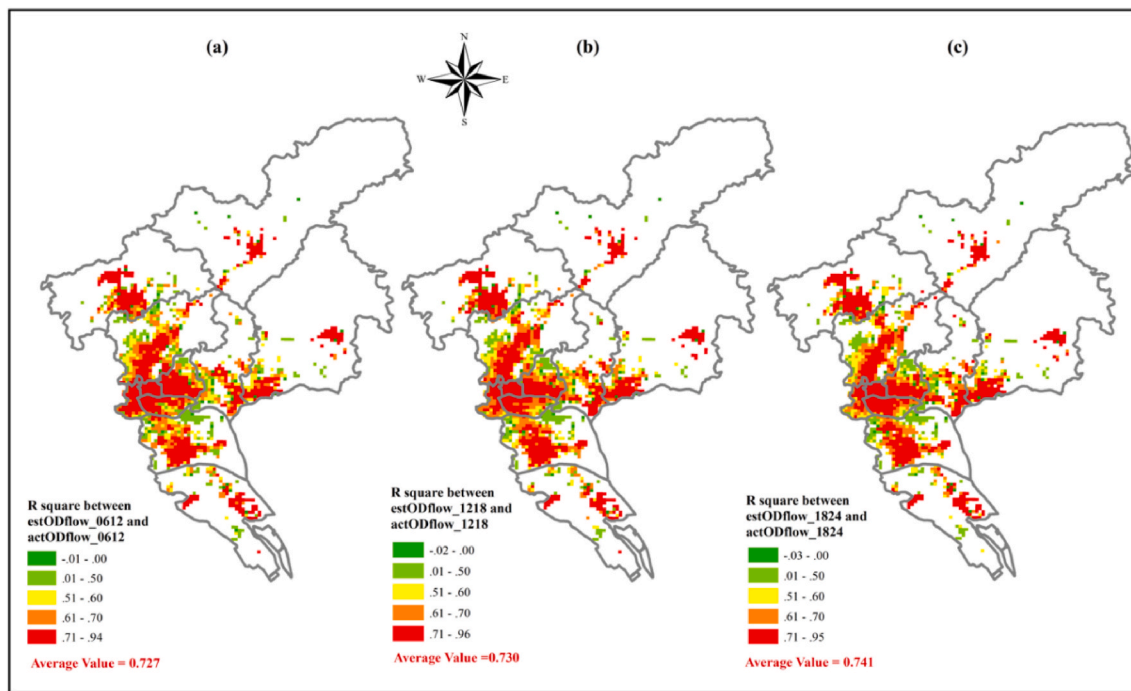 (a)
(b)
(c)
N
W
E
S
R square between
estODflow_0612 and
actODflow_0612
-.01 - .00
.01 - .50
.51 - .60
.61 - .70
.71 - .94
Average Value = 0.727
R square between
estODflow_1218 and
actODflow_1218
-.02 - .00
.01 - .50
.51 - .60
.61 - .70
.71 - .96
Average Value =0.730
R square between
estODflow_1824 and
actODflow_1824
-.03 - .00
.01 - .50
.51 - .60
.61 - .70
.71 - .95
Average Value = 0.741